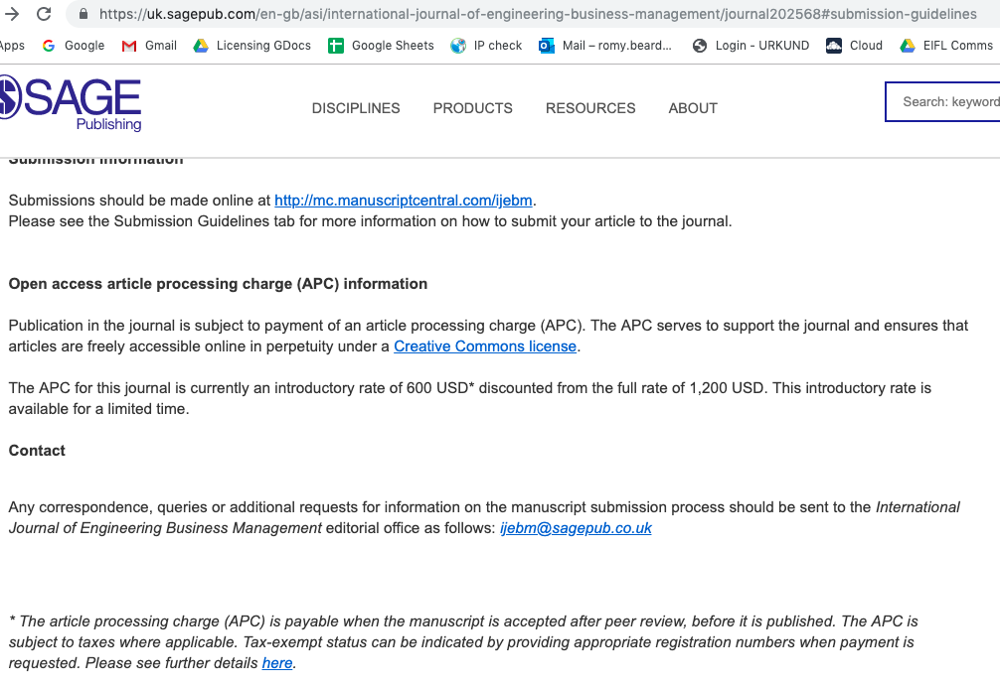 https://uk.sagepub.com/en-gb/asi/international-journal-of-engineering-business-management/journal202568#submission-guidelines
Apps Google Gmail Licensing GDocs Google Sheets IP check Mail – romy.beard... Login - URKUND Cloud EIFL Comms
SAGE
Publishing
DISCIPLINES PRODUCTS RESOURCES ABOUT
Search: keyword
Submission information
Submissions should be made online at http://mc.manuscriptcentral.com/ijebm.
Please see the Submission Guidelines tab for more information on how to submit your article to the journal.
Open access article processing charge (APC) information
Publication in the journal is subject to payment of an article processing charge (APC). The APC serves to support the journal and ensures that
articles are freely accessible online in perpetuity under a Creative Commons license.
The APC for this journal is currently an introductory rate of 600 USD* discounted from the full rate of 1,200 USD. This introductory rate is
available for a limited time.
Contact
Any correspondence, queries or additional requests for information on the manuscript submission process should be sent to the International
Journal of Engineering Business Management editorial office as follows: ijebm@sagepub.co.uk
* The article processing charge (APC) is payable when the manuscript is accepted after peer review, before it is published. The APC is
subject to taxes where applicable. Tax-exempt status can be indicated by providing appropriate registration numbers when payment is
requested. Please see further details here.